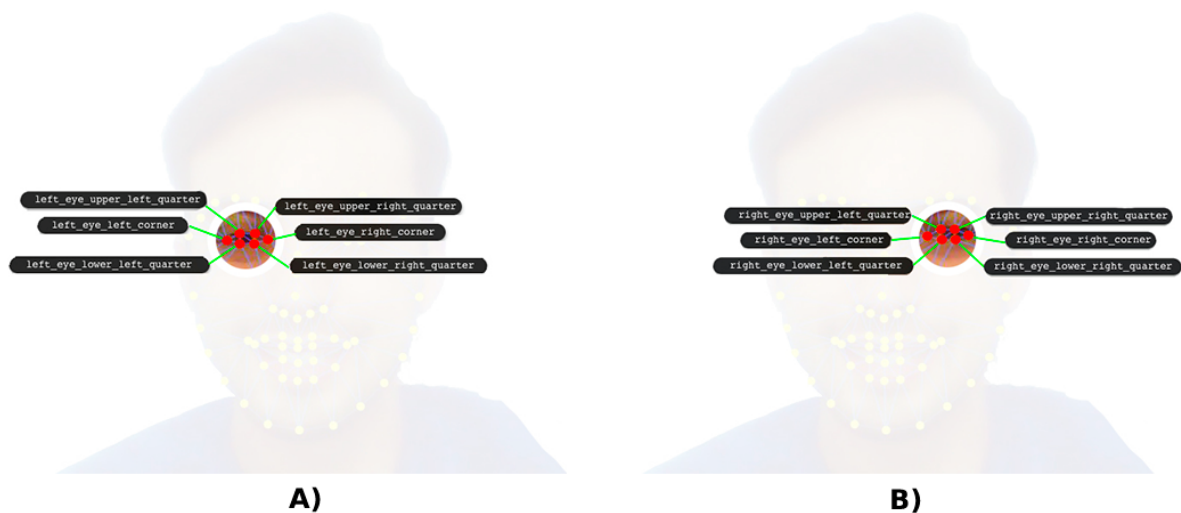 left_eye_upper_left_quarter
left_eye_upper_right_quarter
left_eye_left_corner
left_eye_right_corner
left_eye_lower_left_quarter
left_eye_lower_right_quarter
A)
right_eye_upper_left_quarter
right_eye_upper_right_quarter
right_eye_left_corner
right_eye_right_corner
right_eye_lower_left_quarter
right_eye_lower_right_quarter
B)